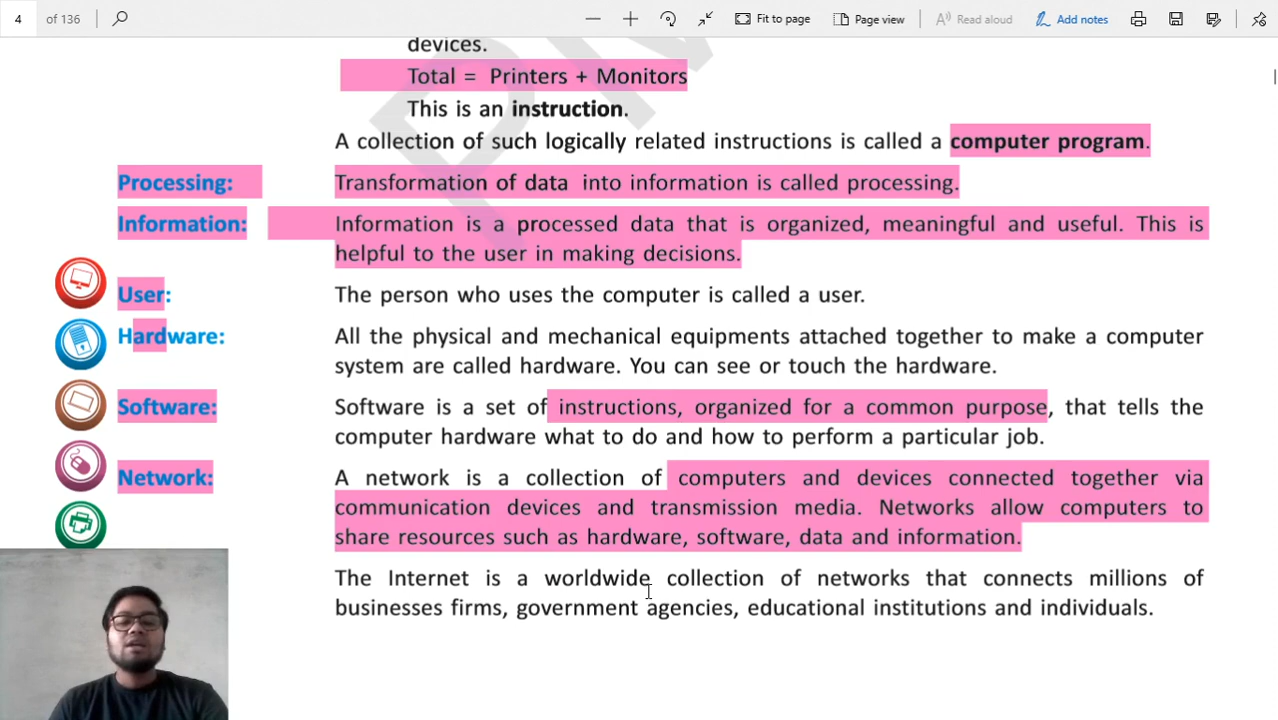 4 of 136 Fit to page Page view Read aloud Add notes
devices.
Total = Printers + Monitors
This is an instruction.
A collection of such logically related instructions is called a computer program.
Processing: Transformation of data into information is called processing.
Information: Information is a processed data that is organized, meaningful and useful. This is
helpful to the user in making decisions.
User: The person who uses the computer is called a user.
Hardware: All the physical and mechanical equipments attached together to make a computer
system are called hardware. You can see or touch the hardware.
Software: Software is a set of instructions, organized for a common purpose, that tells the
computer hardware what to do and how to perform a particular job.
Network: A network is a collection of computers and devices connected together via
communication devices and transmission media. Networks allow computers to
share resources such as hardware, software, data and information.
The Internet is a worldwide collection of networks that connects millions of
businesses firms, government agencies, educational institutions and individuals.